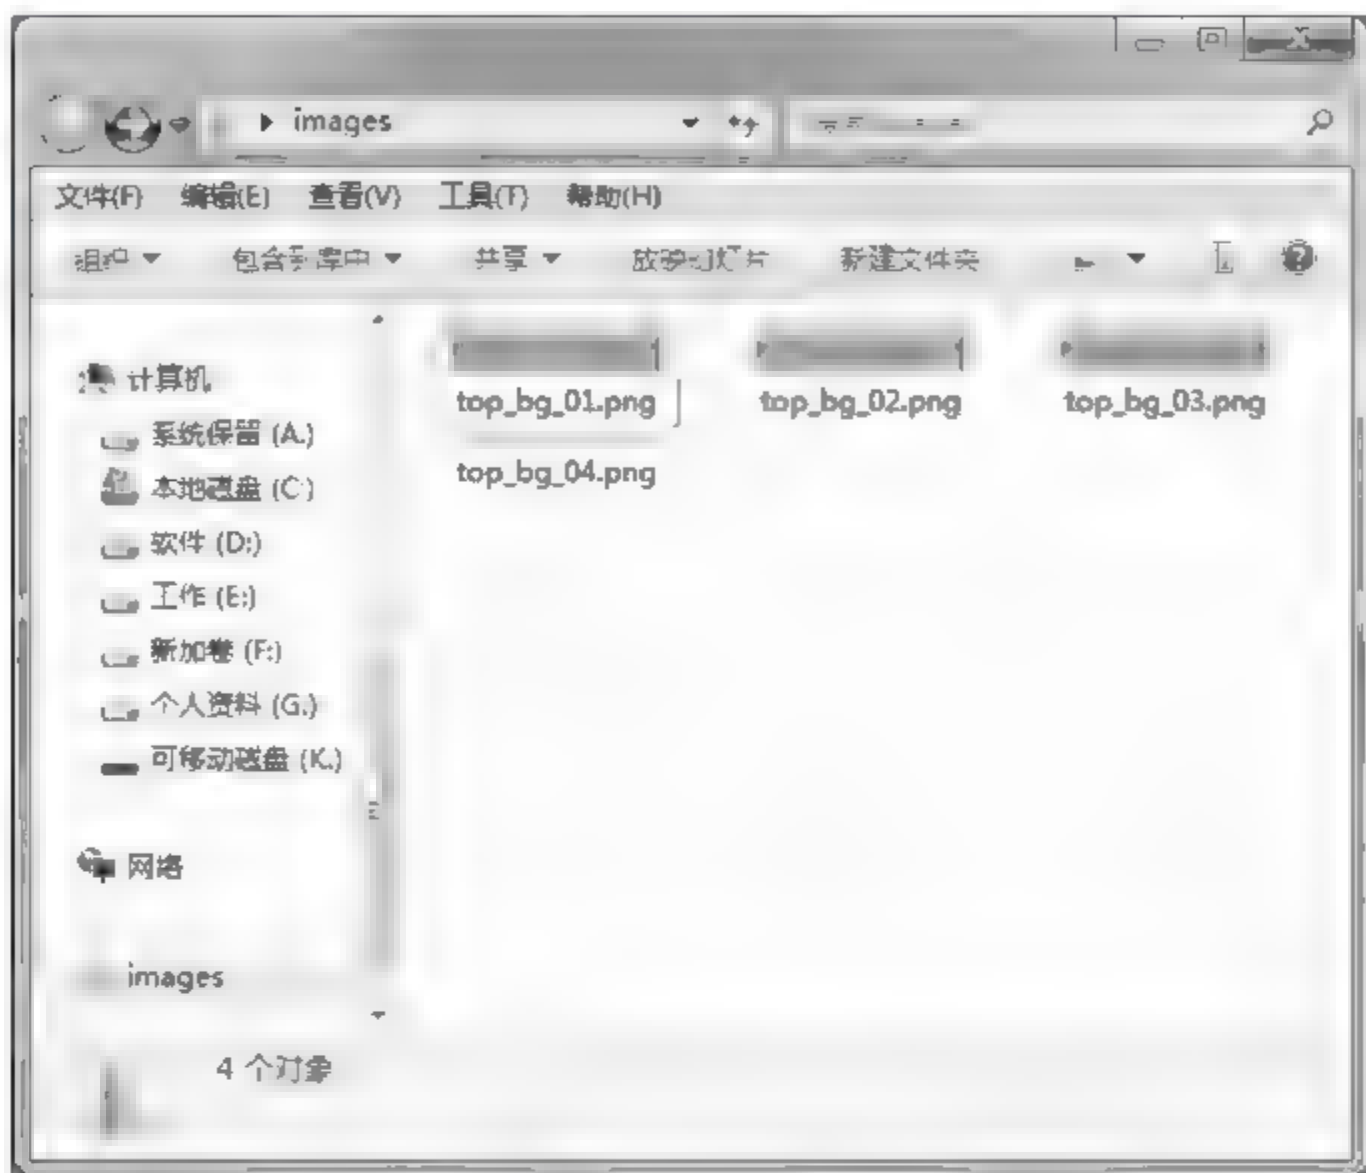 images
文件(F) 编辑(E) 查看(V) 工具(T) 帮助(H)
组织 包含到库中 共享 放映幻灯片 新建文件夹
计算机
系统保留 (A:)
本地磁盘 (C:)
软件 (D:)
工作 (E:)
新加卷 (F:)
个人资料 (G:)
可移动磁盘 (K:)
网络
images
top_bg_01.png top_bg_02.png top_bg_03.png
top_bg_04.png
4 个对象